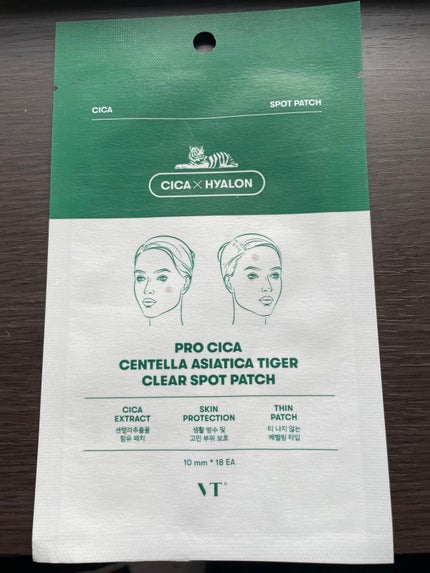 CICA SPOT PATCH
CICA × HYALON
PRO CICA
CENTELLA ASIATICA TIGER
CLEAR SPOT PATCH
CICA SKIN THIN
EXTRACT PROTECTION PATCH
센텔라추출물 생활 방수 및 티 나지 않는
함유 패치 고민 부위 보호 베벨링 타입
10 mm * 18 EA
VT®